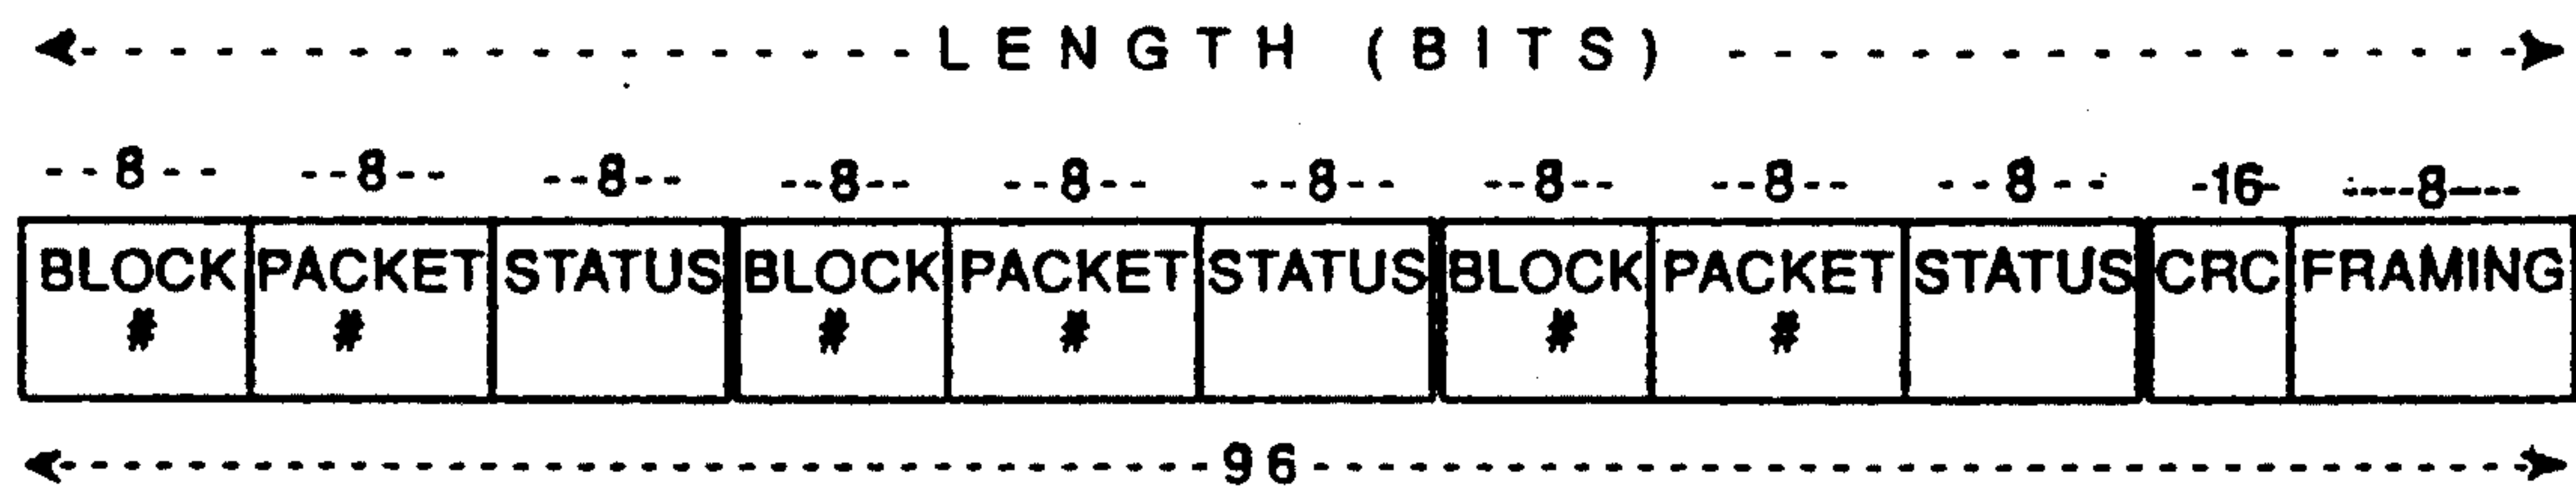 LENGTH (BITS)
--8-- --8-- --8-- --8-- --8-- --8-- --8-- --8-- --8-- -16- ----8----
BLOCK PACKET STATUS BLOCK PACKET STATUS BLOCK PACKET STATUS CRC FRAMING
# # # # # #
96